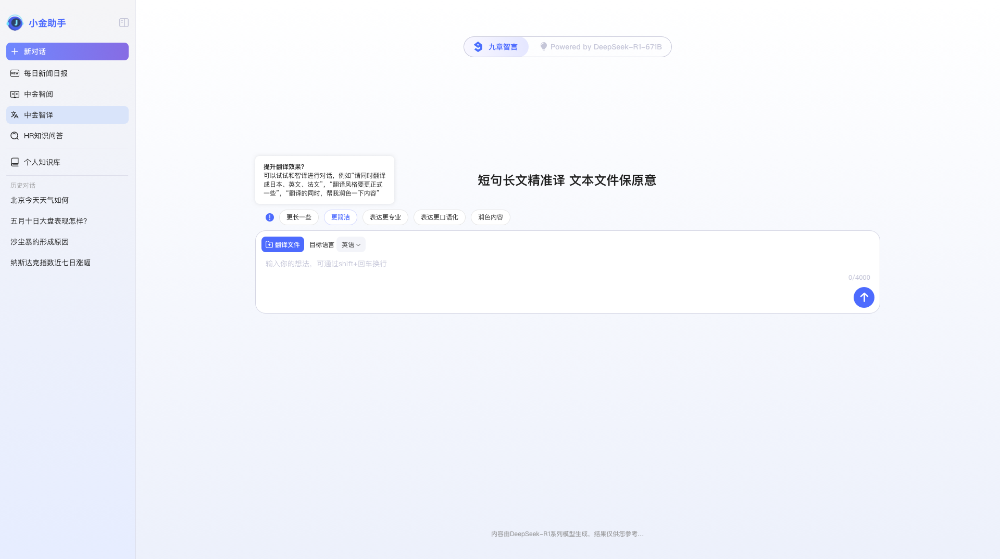 小金助手
新对话
NEW
每日新闻日报
中金智阅
中金智译
HR知识问答
个人知识库
历史对话
北京今天天气如何
五月十日大盘表现怎样?
沙尘暴的形成原因
纳斯达克指数近七日涨幅
九章智言
Powered by DeepSeek-R1-671B
提升翻译效果?
可以试试和智译进行对话，例如“请同时翻译
成日本、英文、法文”，“翻译风格要更正式
一些”，“翻译的同时，帮我润色一下内容”
短句长文精准译 文本文件保原意
更长一些
更简洁
表达更专业
表达更口语化
润色内容
翻译文件
目标语言
英语
输入你的想法，可通过shift+回车换行
0/4000
内容由DeepSeek-R1系列模型生成，结果仅供您参考...